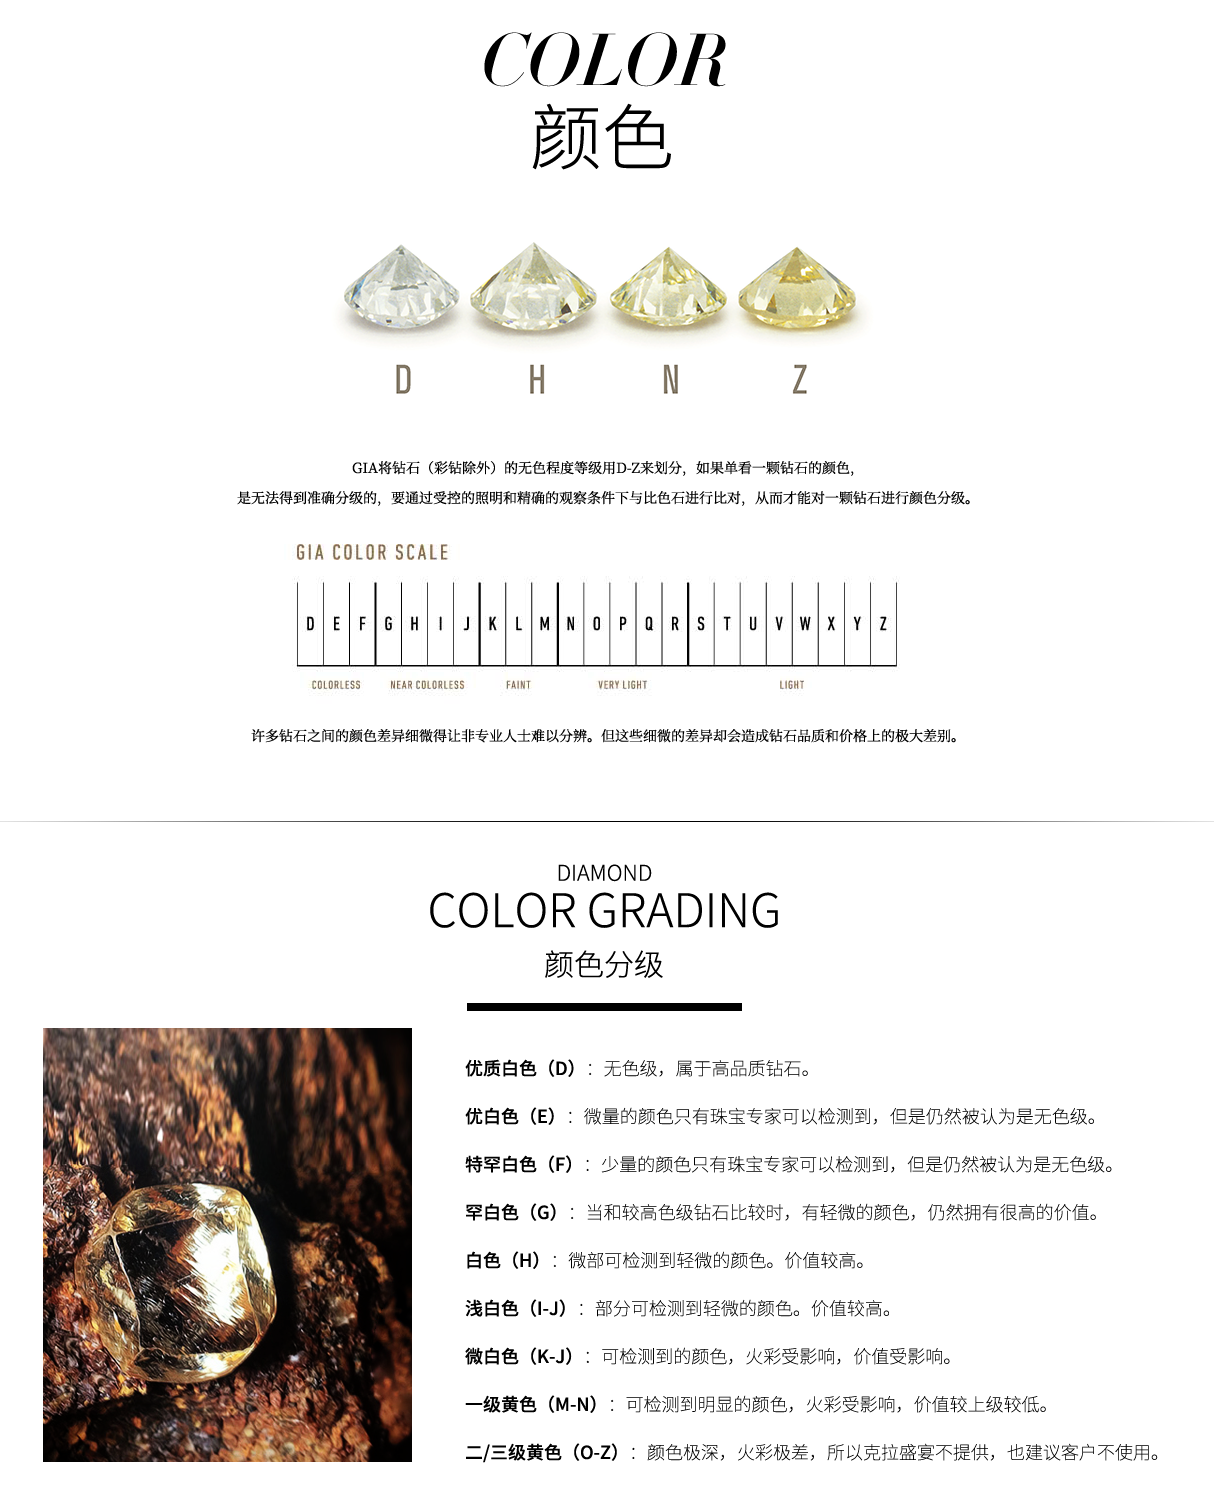 COLOR
颜色
D H N Z
GIA将钻石（彩钻除外）的无色程度等级用D-Z来划分，如果单看一颗钻石的颜色，
是无法得到准确分级的，要通过受控的照明和精确的观察条件下与比色石进行比对，从而才能对一颗钻石进行颜色分级。
GIA COLOR SCALE
D E F G H I J K L M N O P Q R S T U V W X Y Z
COLORLESS NEAR COLORLESS FAINT VERY LIGHT LIGHT
许多钻石之间的颜色差异细微得让非专业人士难以分辨。但这些细微的差异却会造成钻石品质和价格上的极大差别。
DIAMOND
COLOR GRADING
颜色分级
优质白色（D）：无色级，属于高品质钻石。
优白色（E）：微量的颜色只有珠宝专家可以检测到，但是仍然被认为是无色级。
特罕白色（F）：少量的颜色只有珠宝专家可以检测到，但是仍然被认为是无色级。
罕白色（G）：当和较高色级钻石比较时，有轻微的颜色，仍然拥有很高的价值。
白色（H）：微部可检测到轻微的颜色。价值较高。
浅白色（I-J）：部分可检测到轻微的颜色。价值较高。
微白色（K-J）：可检测到的颜色，火彩受影响，价值受影响。
一级黄色（M-N）：可检测到明显的颜色，火彩受影响，价值较上级较低。
二/三级黄色（O-Z）：颜色极深，火彩极差，所以克拉盛宴不提供，也建议客户不使用。